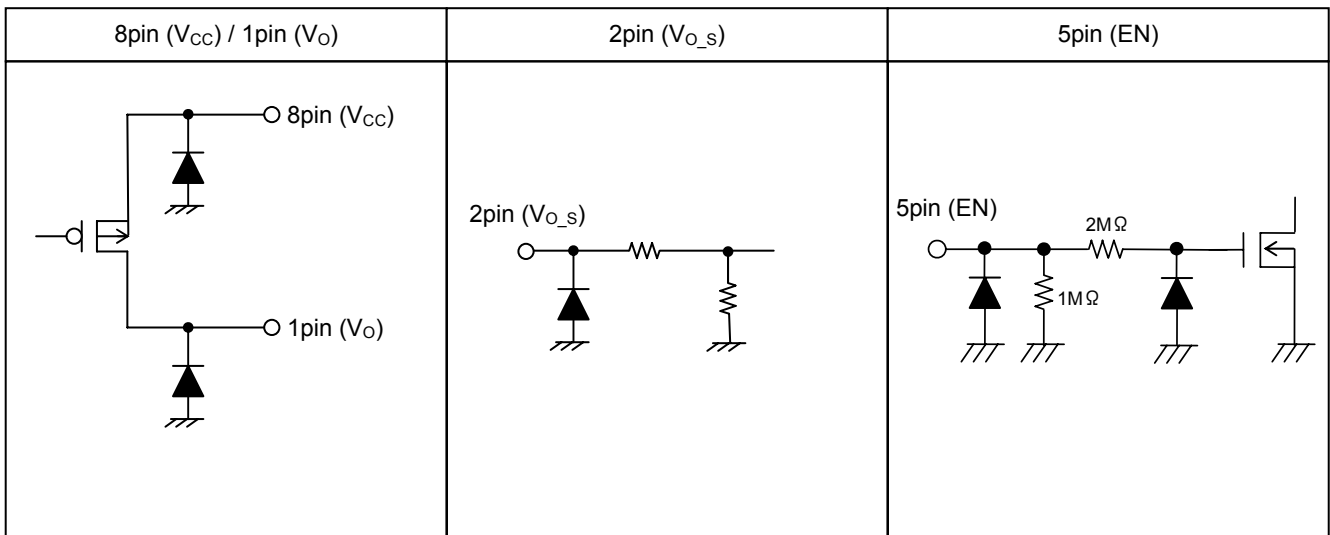 8pin (VCC) / 1pin (VO)
2pin (VO_S)
5pin (EN)
8pin (VCC)
1pin (VO)
2pin (VO_S)
5pin (EN)
2MΩ
1MΩ